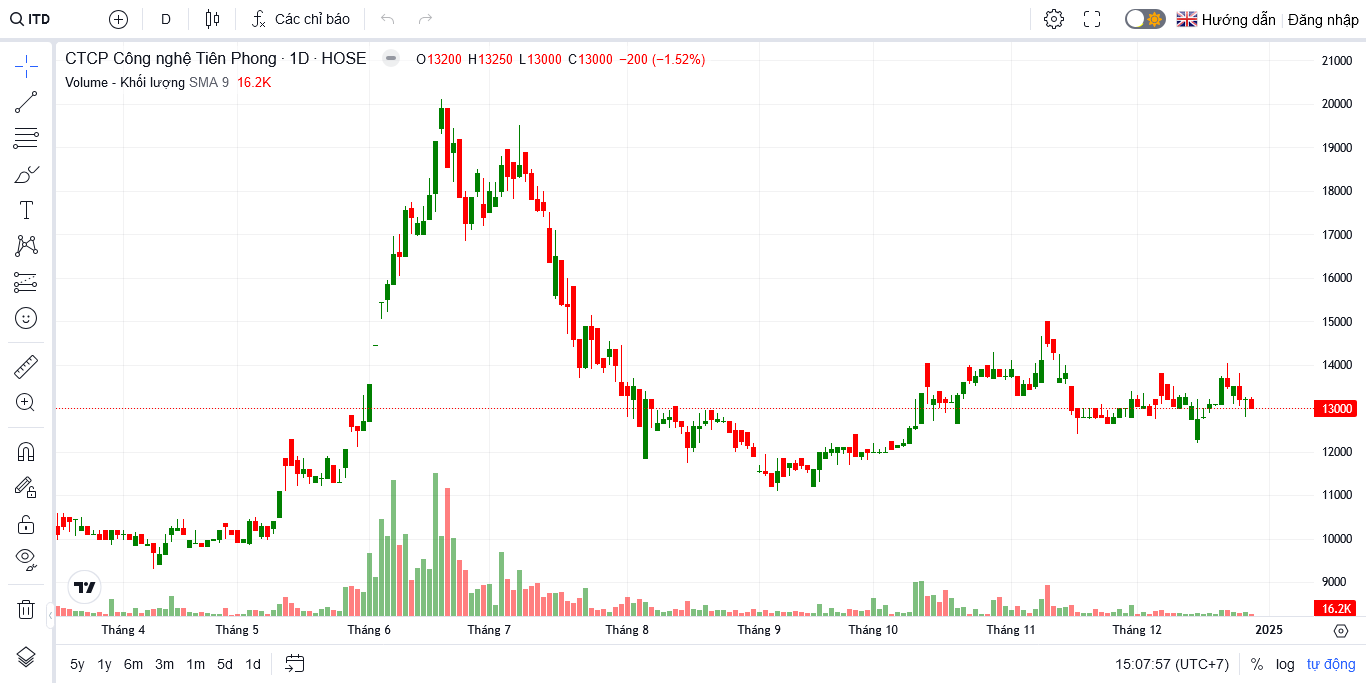 ITD D Các chỉ báo Hướng dẫn Đăng nhập
CTCP Công nghệ Tiên Phong · 1D · HOSE O13200 H13250 L13000 C13000 −200 (−1.52%)
Volume - Khối lượng SMA 9 16.2K
21000
20000
19000
18000
17000
16000
15000
14000
13000
12000
11000
10000
9000
16.2K
Tháng 4 Tháng 5 Tháng 6 Tháng 7 Tháng 8 Tháng 9 Tháng 10 Tháng 11 Tháng 12 2025
5y 1y 6m 3m 1m 5d 1d 15:07:57 (UTC+7) % log tự động